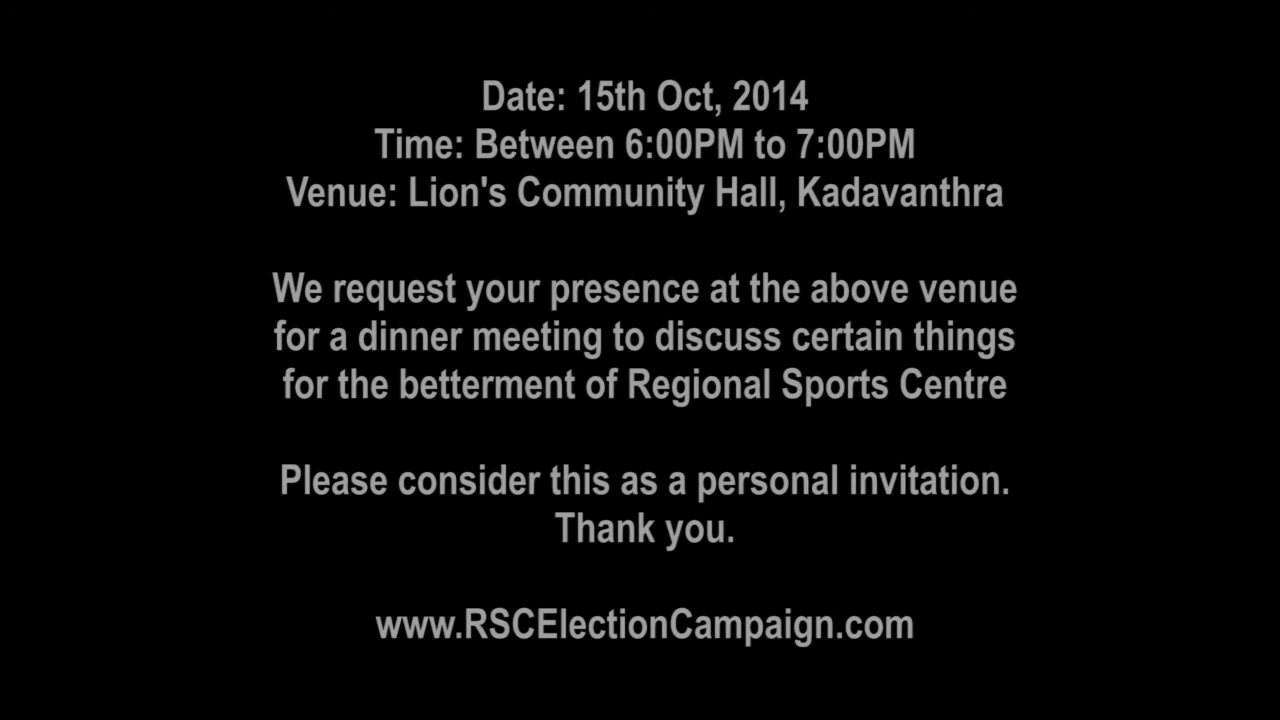 Date: 15th Oct, 2014
Time: Between 6:00PM to 7:00PM
Venue: Lion's Community Hall, Kadavanthra
We request your presence at the above venue
for a dinner meeting to discuss certain things
for the betterment of Regional Sports Centre
Please consider this as a personal invitation.
Thank you.
www.RSCElectionCampaign.com